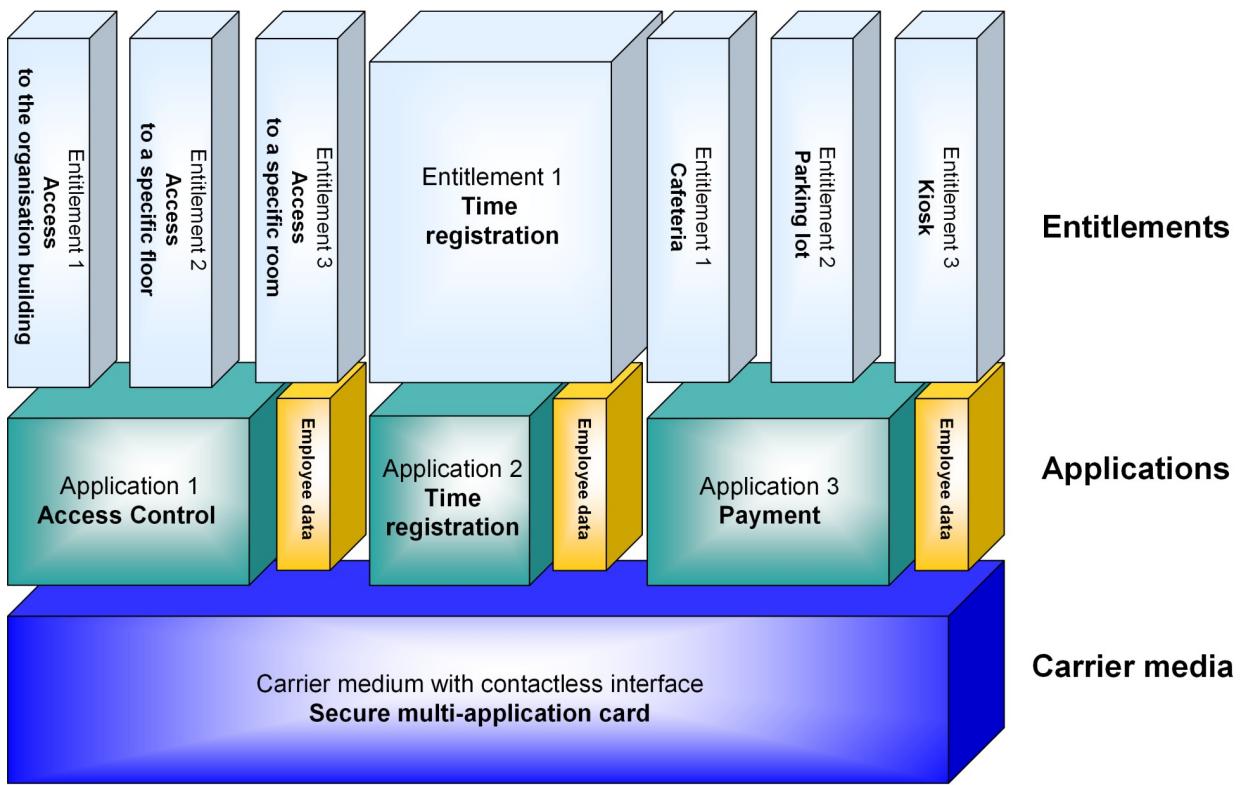 Entitlement 1
Access
to the organisation building
Entitlement 2
Access
to a specific floor
Entitlement 3
Access
to a specific room
Entitlement 1
Time
registration
Entitlement 1
Cafeteria
Entitlement 2
Parking lot
Entitlement 3
Kiosk
Entitlements
Application 1
Access Control
Employee data
Application 2
Time
registration
Employee data
Application 3
Payment
Employee data
Applications
Carrier medium with contactless interface
Secure multi-application card
Carrier media